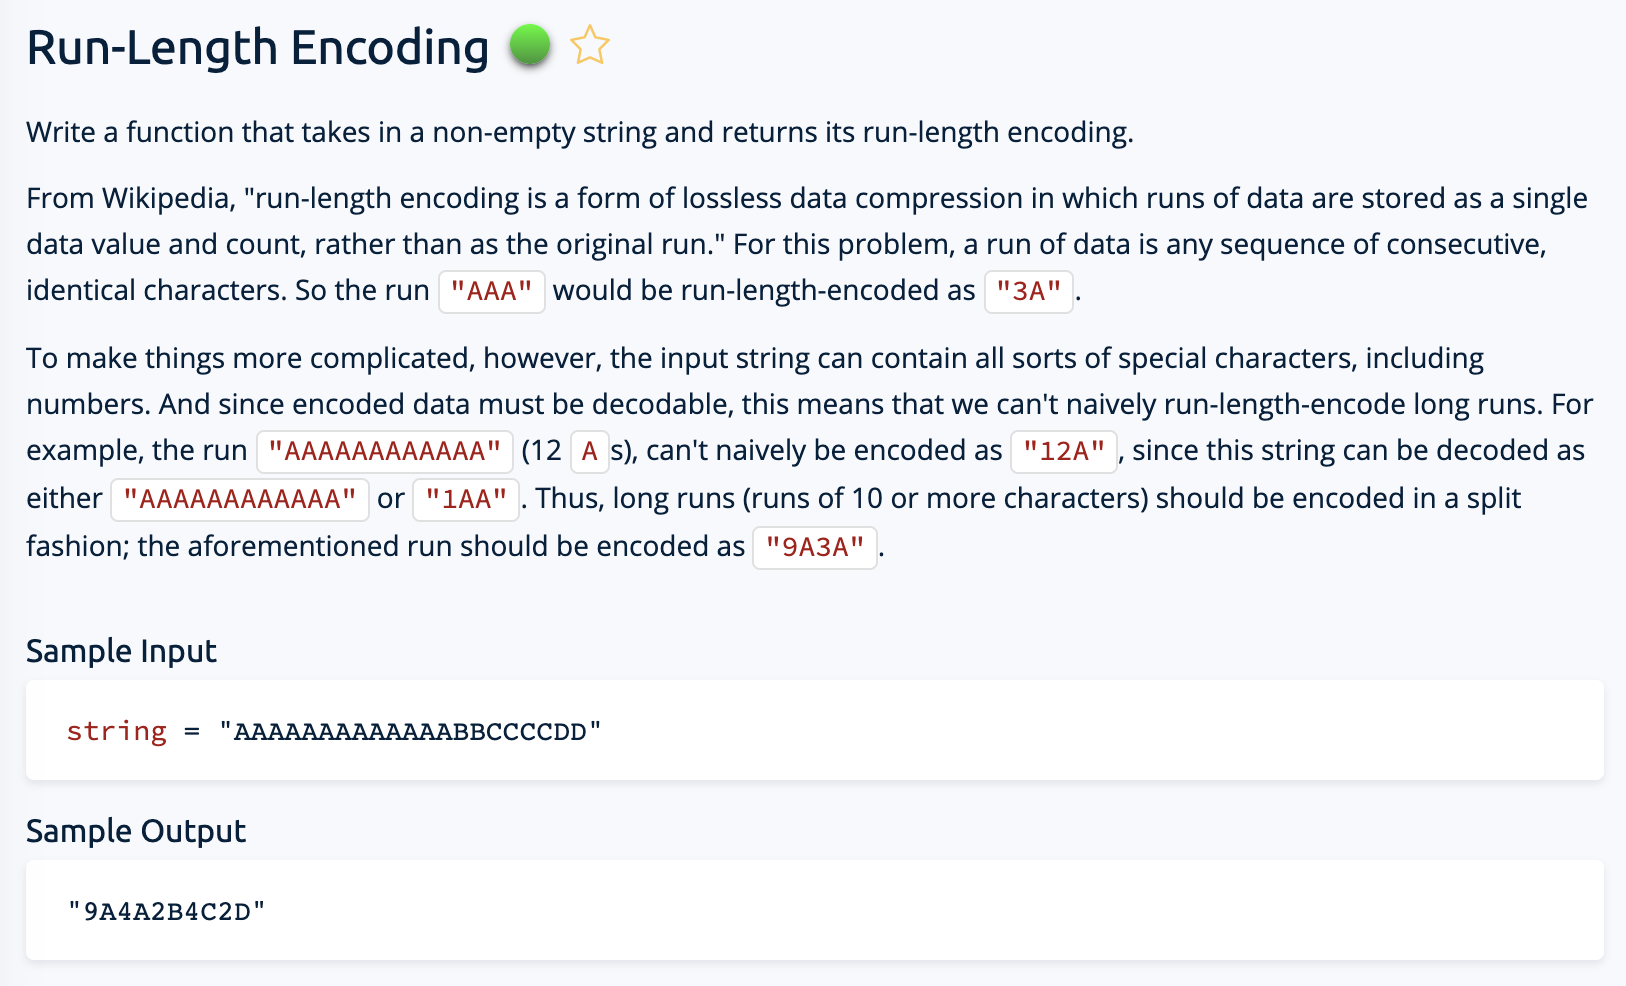 Run-Length Encoding
Write a function that takes in a non-empty string and returns its run-length encoding.
From Wikipedia, "run-length encoding is a form of lossless data compression in which runs of data are stored as a single
data value and count, rather than as the original run." For this problem, a run of data is any sequence of consecutive,
identical characters. So the run "AAA" would be run-length-encoded as "3A".
To make things more complicated, however, the input string can contain all sorts of special characters, including
numbers. And since encoded data must be decodable, this means that we can't naively run-length-encode long runs. For
example, the run "AAAAAAAAAAAA" (12 As), can't naively be encoded as "12A", since this string can be decoded as
either "AAAAAAAAAAAA" or "1AA". Thus, long runs (runs of 10 or more characters) should be encoded in a split
fashion; the aforementioned run should be encoded as "9A3A".
Sample Input
string = "AAAAAAAAAAAAABBCCCCDD"
Sample Output
"9A4A2B4C2D"